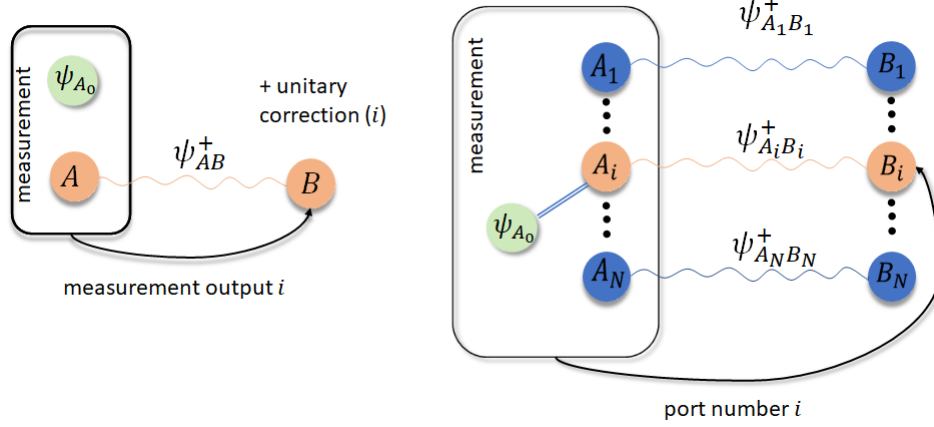 measurement
ψ_{A_0}
+ unitary
correction (i)
A
ψ^+_{AB}
B
measurement output i
measurement
ψ^+_{A_1B_1}
A_1
B_1
ψ^+_{A_iB_i}
A_i
B_i
ψ_{A_0}
ψ^+_{A_NB_N}
A_N
B_N
port number i